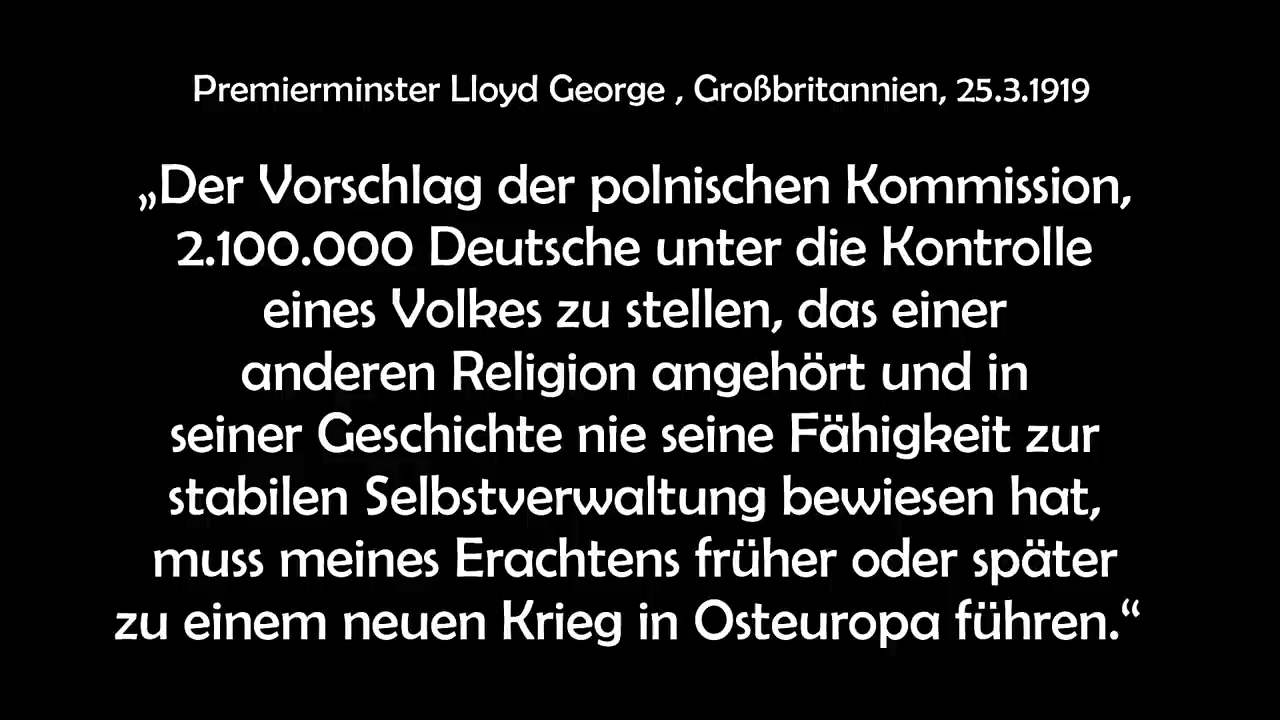 Premierminster Lloyd George , Großbritannien, 25.3.1919
„Der Vorschlag der polnischen Kommission,
2.100.000 Deutsche unter die Kontrolle
eines Volkes zu stellen, das einer
anderen Religion angehört und in
seiner Geschichte nie seine Fähigkeit zur
stabilen Selbstverwaltung bewiesen hat,
muss meines Erachtens früher oder später
zu einem neuen Krieg in Osteuropa führen.“